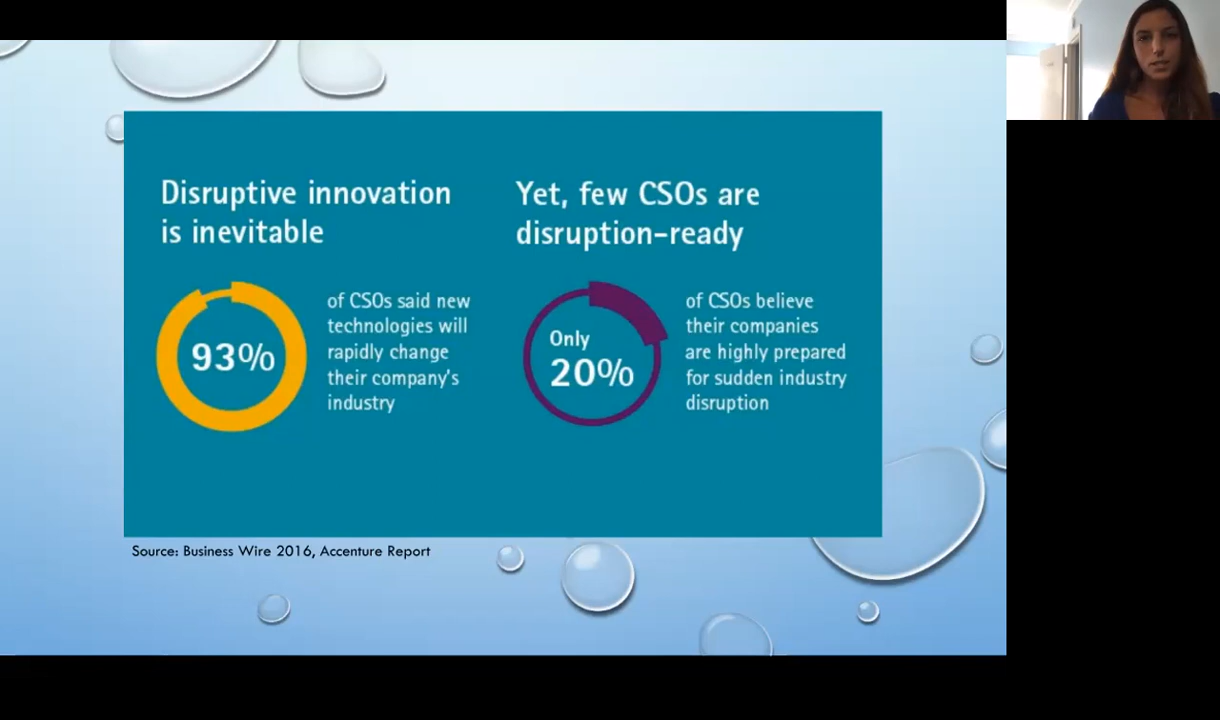 Disruptive innovation
is inevitable
93%
of CSOs said new
technologies will
rapidly change
their company's
industry
Yet, few CSOs are
disruption-ready
Only
20%
of CSOs believe
their companies
are highly prepared
for sudden industry
disruption
Source: Business Wire 2016, Accenture Report